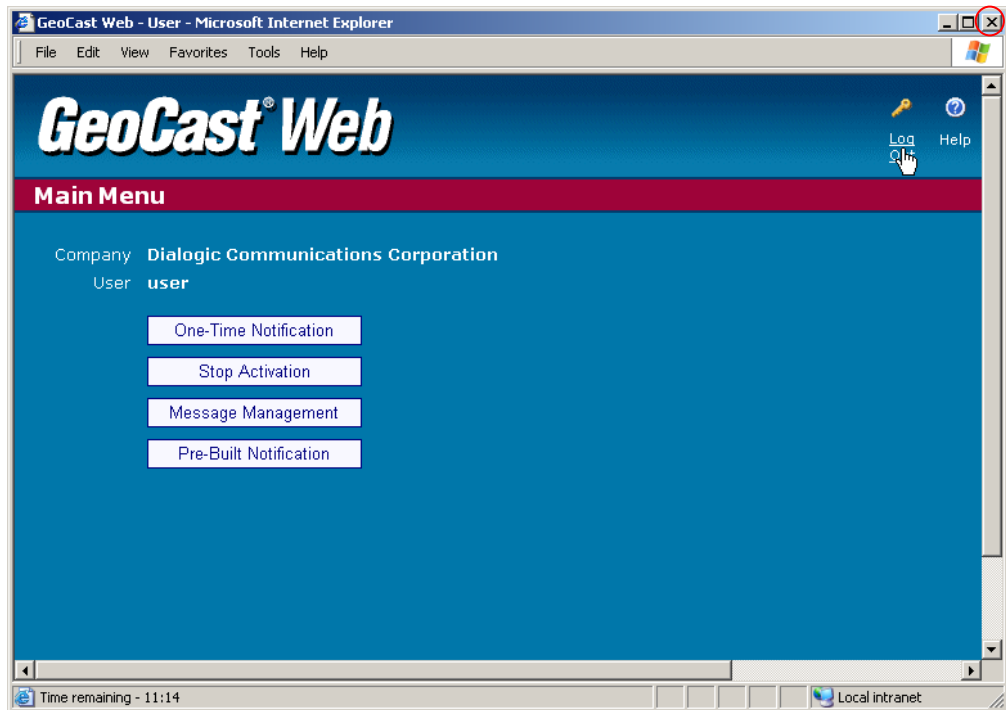 GeoCast Web - User - Microsoft Internet Explorer
File Edit View Favorites Tools Help
GeoCast® Web
Log Out
Help
Main Menu
Company Dialogic Communications Corporation
User user
One-Time Notification
Stop Activation
Message Management
Pre-Built Notification
Time remaining - 11:14
Local intranet